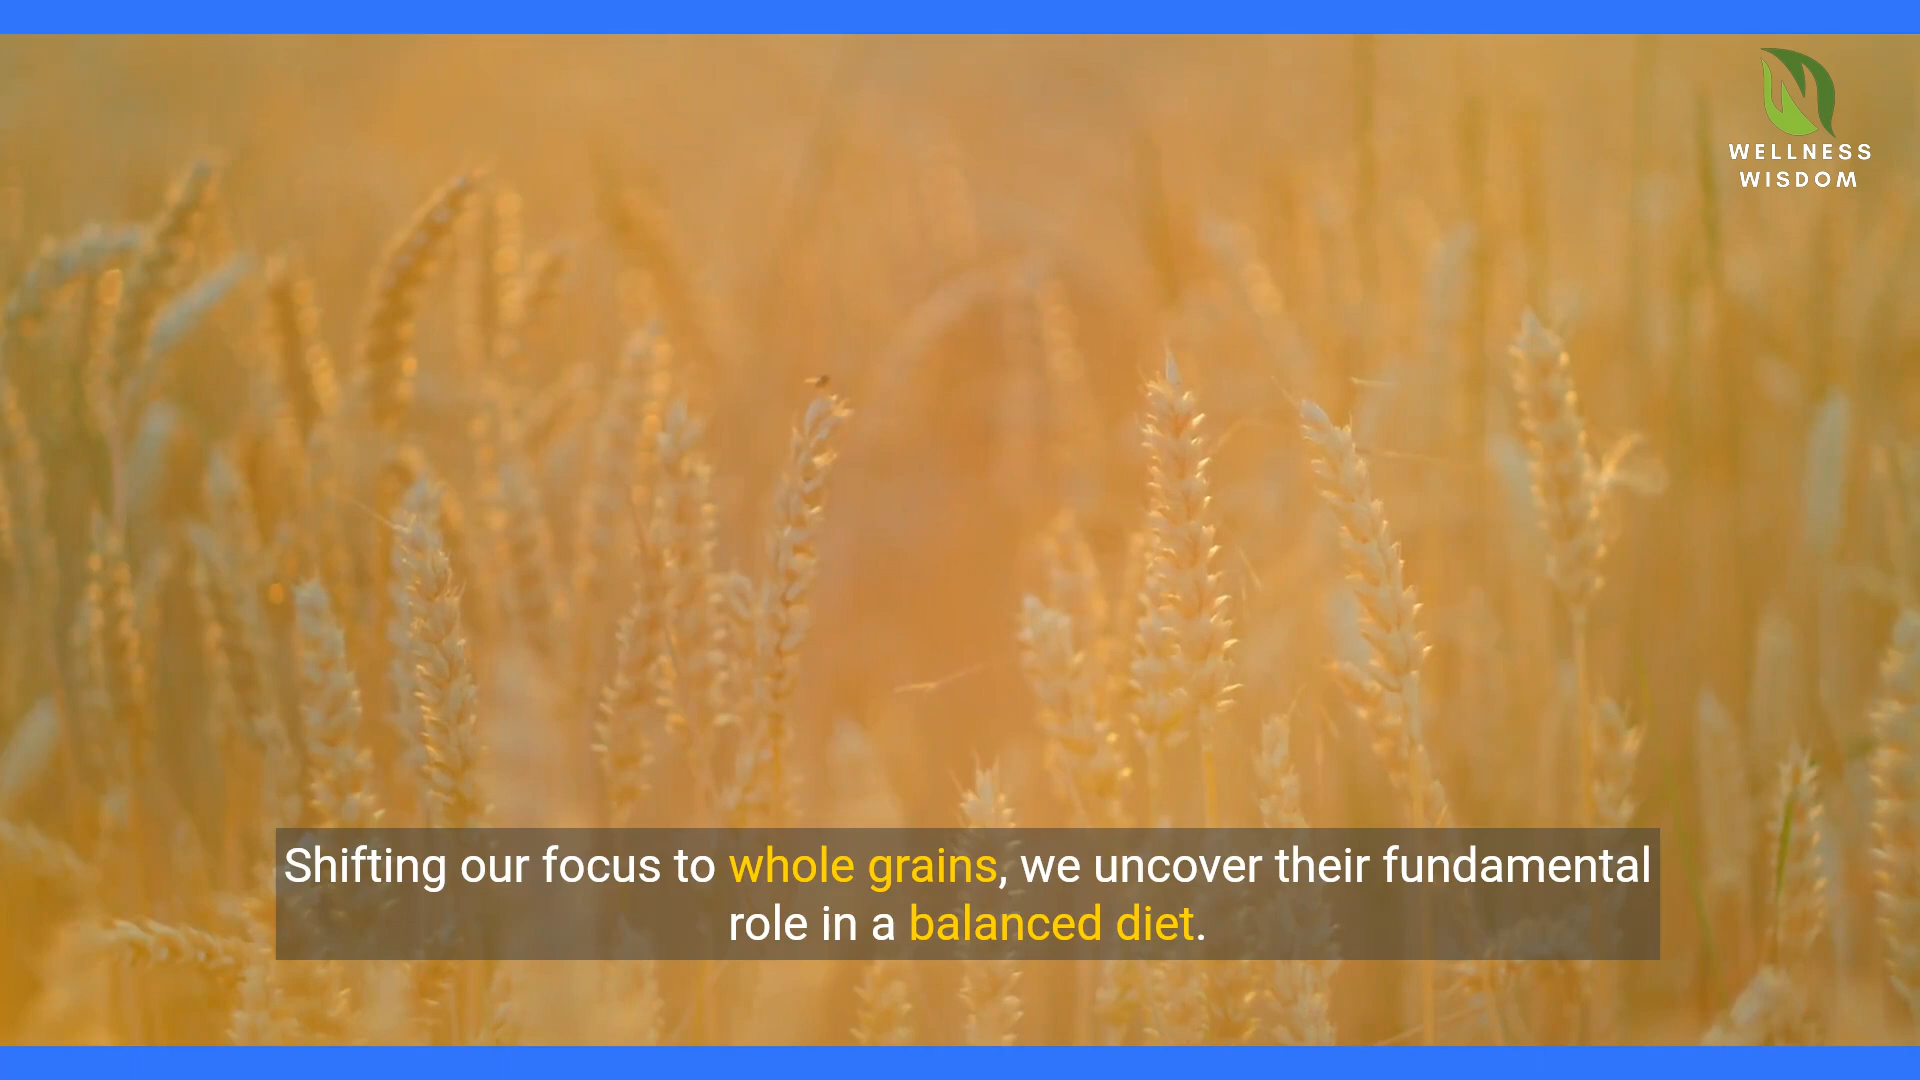 WELLNESS
WISDOM
Shifting our focus to whole grains, we uncover their fundamental
role in a balanced diet.